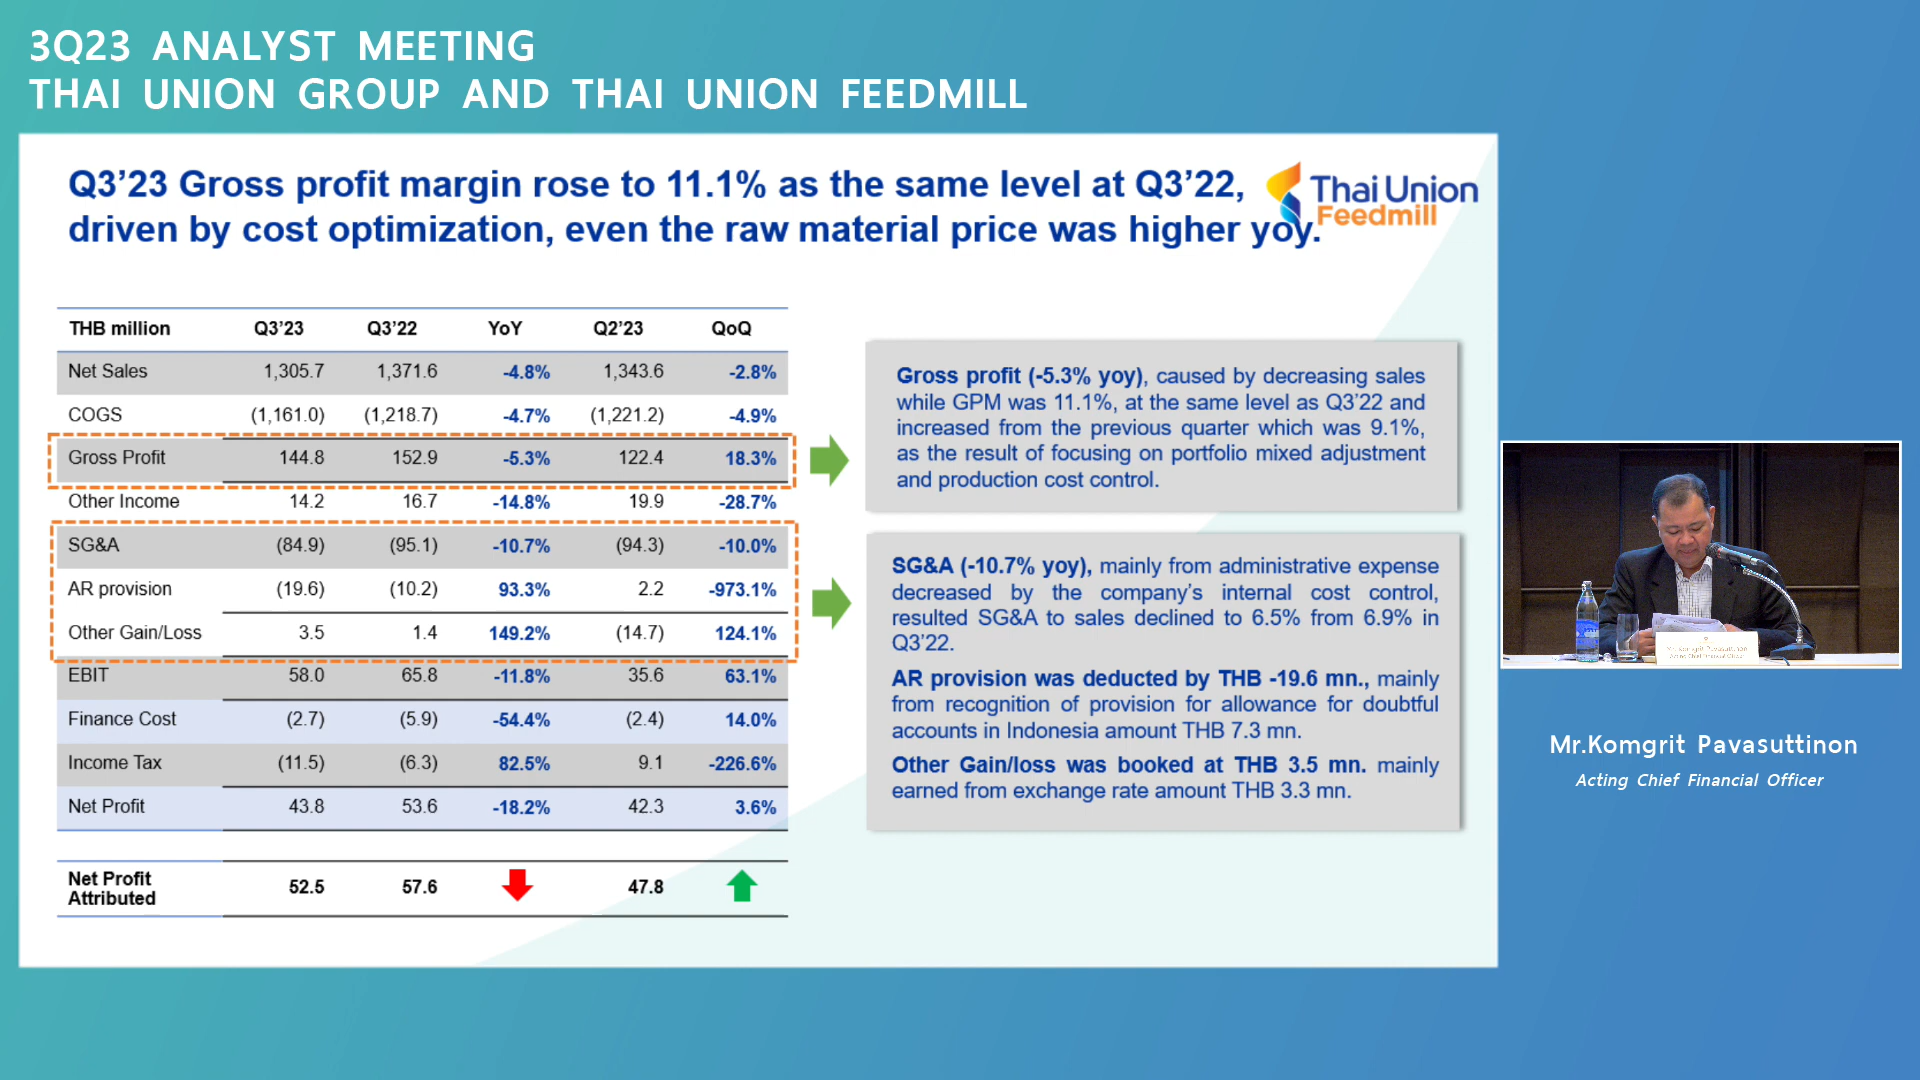 3Q23 ANALYST MEETING
THAI UNION GROUP AND THAI UNION FEEDMILL
Q3’23 Gross profit margin rose to 11.1% as the same level at Q3’22,
driven by cost optimization, even the raw material price was higher yoy.
Thai Union
Feedmill
THB million Q3’23 Q3’22 YoY Q2’23 QoQ
Net Sales 1,305.7 1,371.6 -4.8% 1,343.6 -2.8%
COGS (1,161.0) (1,218.7) -4.7% (1,221.2) -4.9%
Gross Profit 144.8 152.9 -5.3% 122.4 18.3%
Other Income 14.2 16.7 -14.8% 19.9 -28.7%
SG&A (84.9) (95.1) -10.7% (94.3) -10.0%
AR provision (19.6) (10.2) 93.3% 2.2 -973.1%
Other Gain/Loss 3.5 1.4 149.2% (14.7) 124.1%
EBIT 58.0 65.8 -11.8% 35.6 63.1%
Finance Cost (2.7) (5.9) -54.4% (2.4) 14.0%
Income Tax (11.5) (6.3) 82.5% 9.1 -226.6%
Net Profit 43.8 53.6 -18.2% 42.3 3.6%
Net Profit
Attributed 52.5 57.6 47.8
Gross profit (-5.3% yoy), caused by decreasing sales
while GPM was 11.1%, at the same level as Q3’22 and
increased from the previous quarter which was 9.1%,
as the result of focusing on portfolio mixed adjustment
and production cost control.
SG&A (-10.7% yoy), mainly from administrative expense
decreased by the company’s internal cost control,
resulted SG&A to sales declined to 6.5% from 6.9% in
Q3’22.
AR provision was deducted by THB -19.6 mn., mainly
from recognition of provision for allowance for doubtful
accounts in Indonesia amount THB 7.3 mn.
Other Gain/loss was booked at THB 3.5 mn. mainly
earned from exchange rate amount THB 3.3 mn.
Mr. Komgrit Pavasuttinon
Acting Chief Financial Officer
Mr.Komgrit Pavasuttinon
Acting Chief Financial Officer